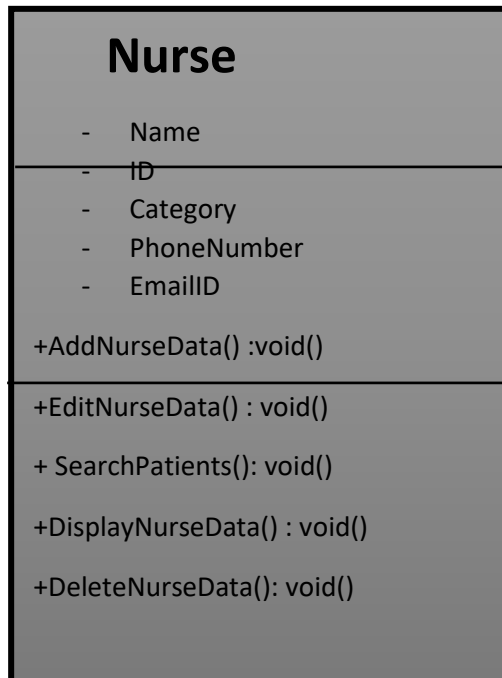 Nurse
- Name
- ID
- Category
- PhoneNumber
- EmailID
+AddNurseData() :void()
+EditNurseData() : void()
+ SearchPatients(): void()
+DisplayNurseData() : void()
+DeleteNurseData(): void()